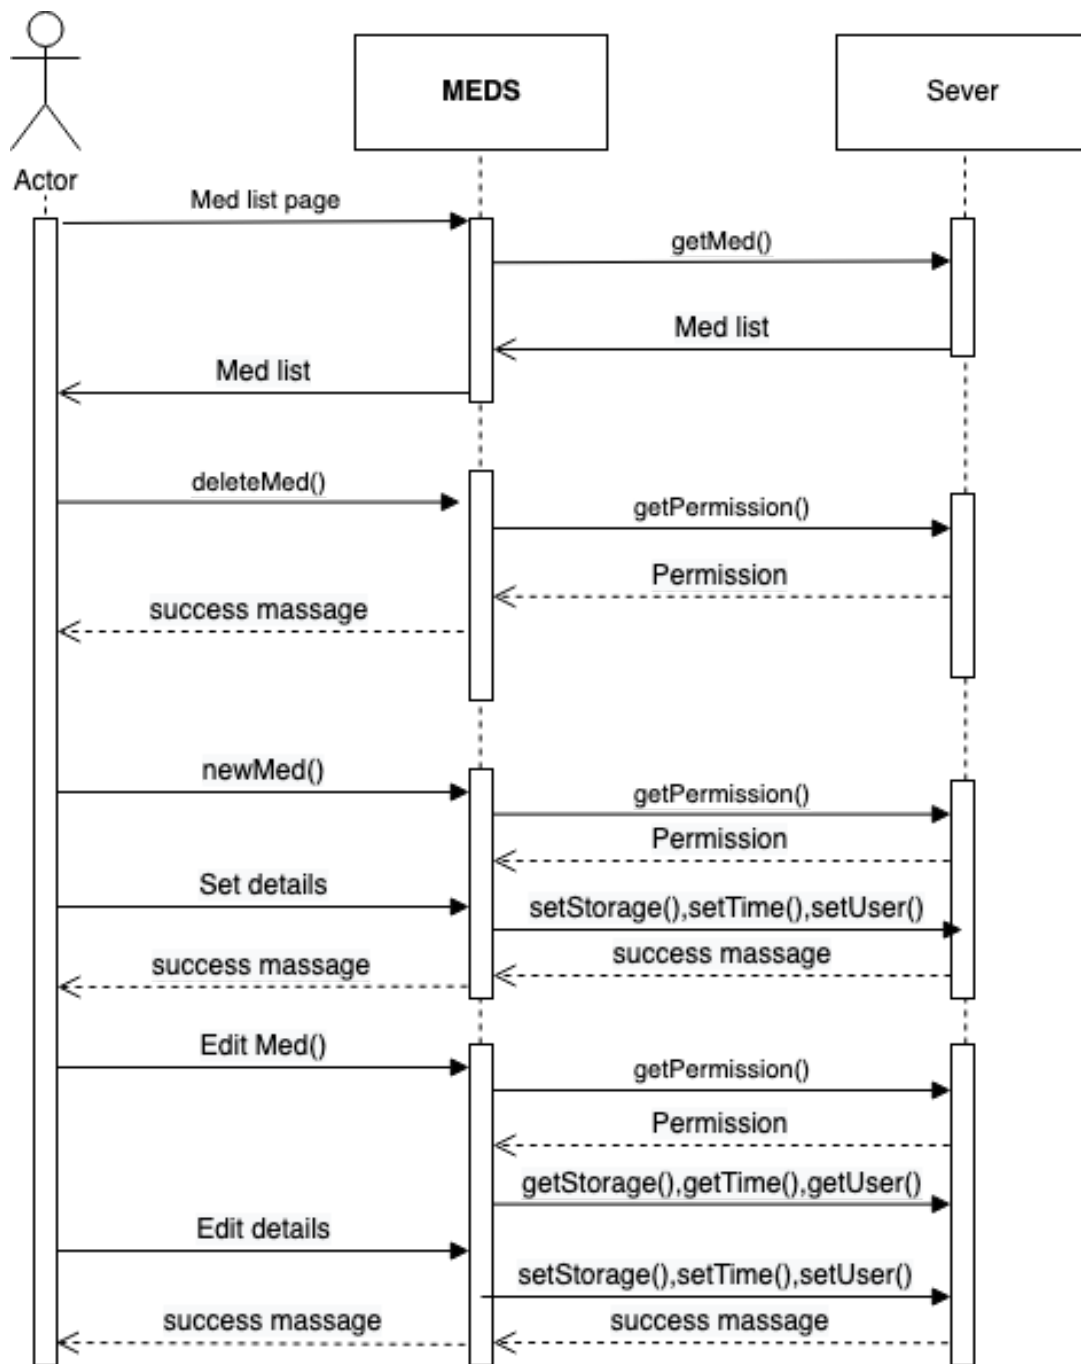 MEDS
Sever
Actor
Med list page
getMed()
Med list
Med list
deleteMed()
getPermission()
Permission
success massage
newMed()
getPermission()
Permission
Set details
setStorage(),setTime(),setUser()
success massage
success massage
Edit Med()
getPermission()
Permission
getStorage(),getTime(),getUser()
Edit details
setStorage(),setTime(),setUser()
success massage
success massage